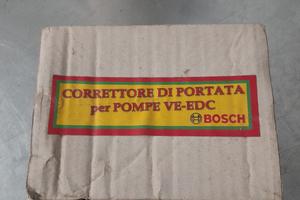 CORRETTORE DI PORTATA
per POMPE VE-EDC
BOSCH